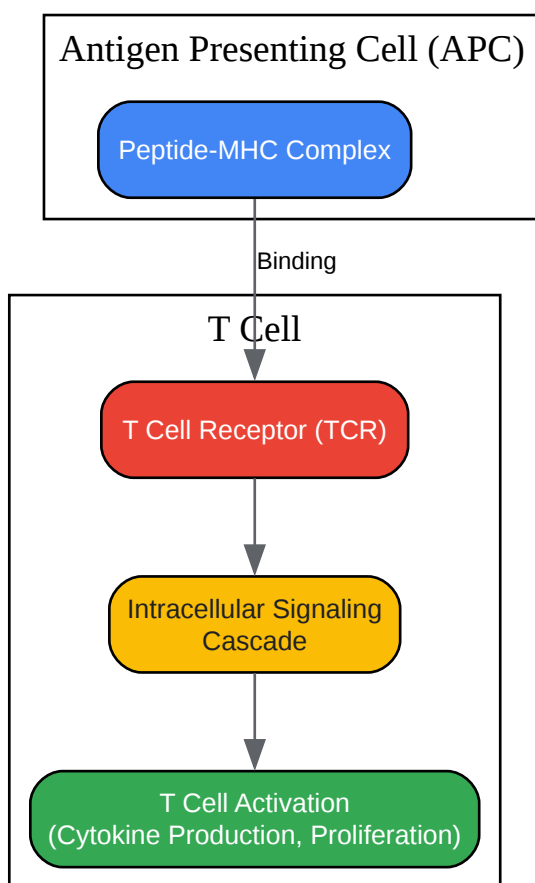 Antigen Presenting Cell (APC)
Peptide-MHC Complex
Binding
T Cell
T Cell Receptor (TCR)
Intracellular Signaling
Cascade
T Cell Activation
(Cytokine Production, Proliferation)